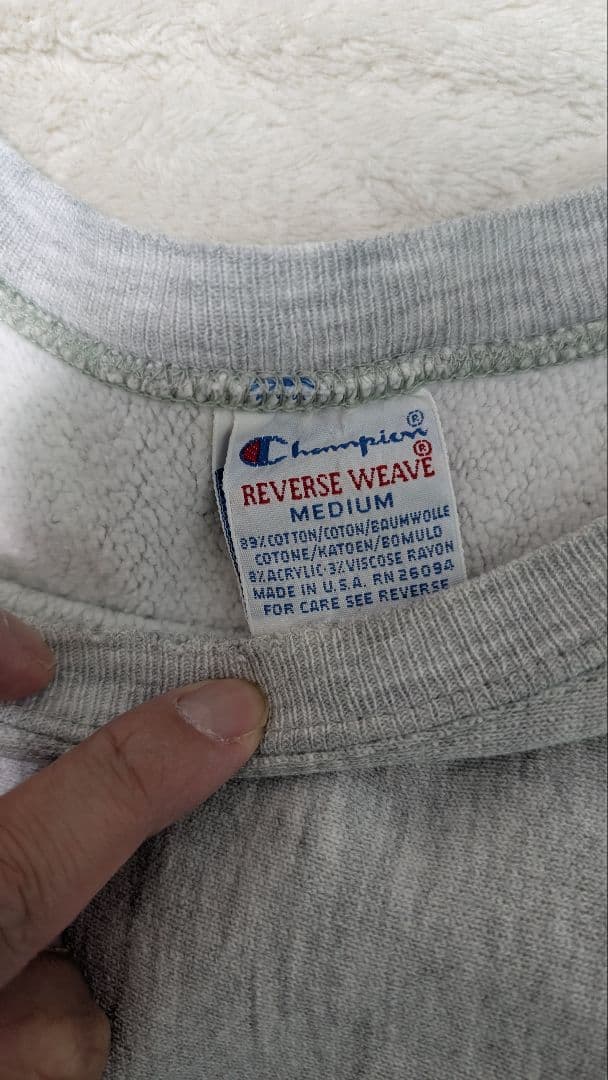 Champion®
REVERSE WEAVE®
MEDIUM
89% COTTON/COTON/BAUMWOLLE
COTONE/KATOEN/BOMULD
8% ACRYLIC·3% VISCOSE RAYON
MADE IN U.S.A. RN 26094
FOR CARE SEE REVERSE